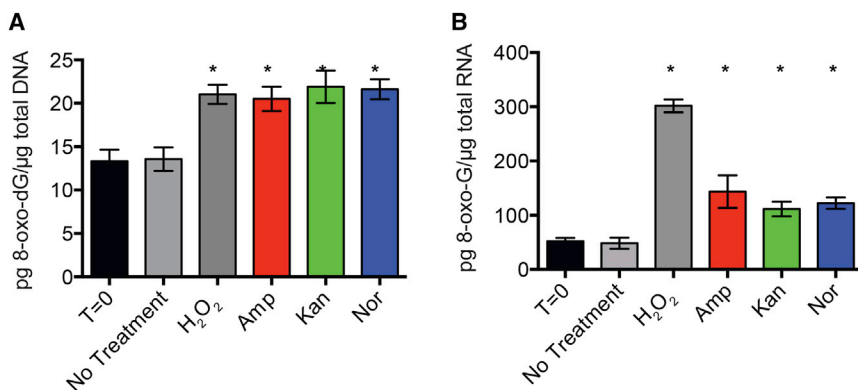 A
pg 8-oxo-dG/µg total DNA
25
20
15
10
5
0
* * * *
T=0
No Treatment
H₂O₂
Amp
Kan
Nor
B
pg 8-oxo-G/µg total RNA
400
300
200
100
0
* * * *
T=0
No Treatment
H₂O₂
Amp
Kan
Nor